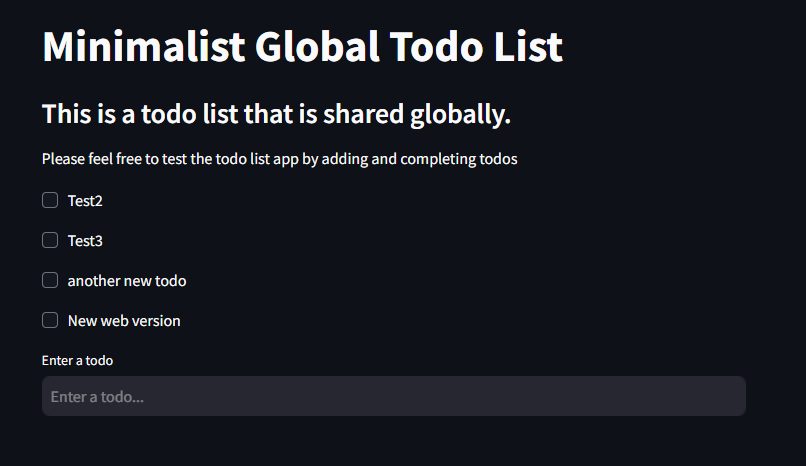 Minimalist Global Todo List
This is a todo list that is shared globally.
Please feel free to test the todo list app by adding and completing todos
Test2
Test3
another new todo
New web version
Enter a todo
Enter a todo...